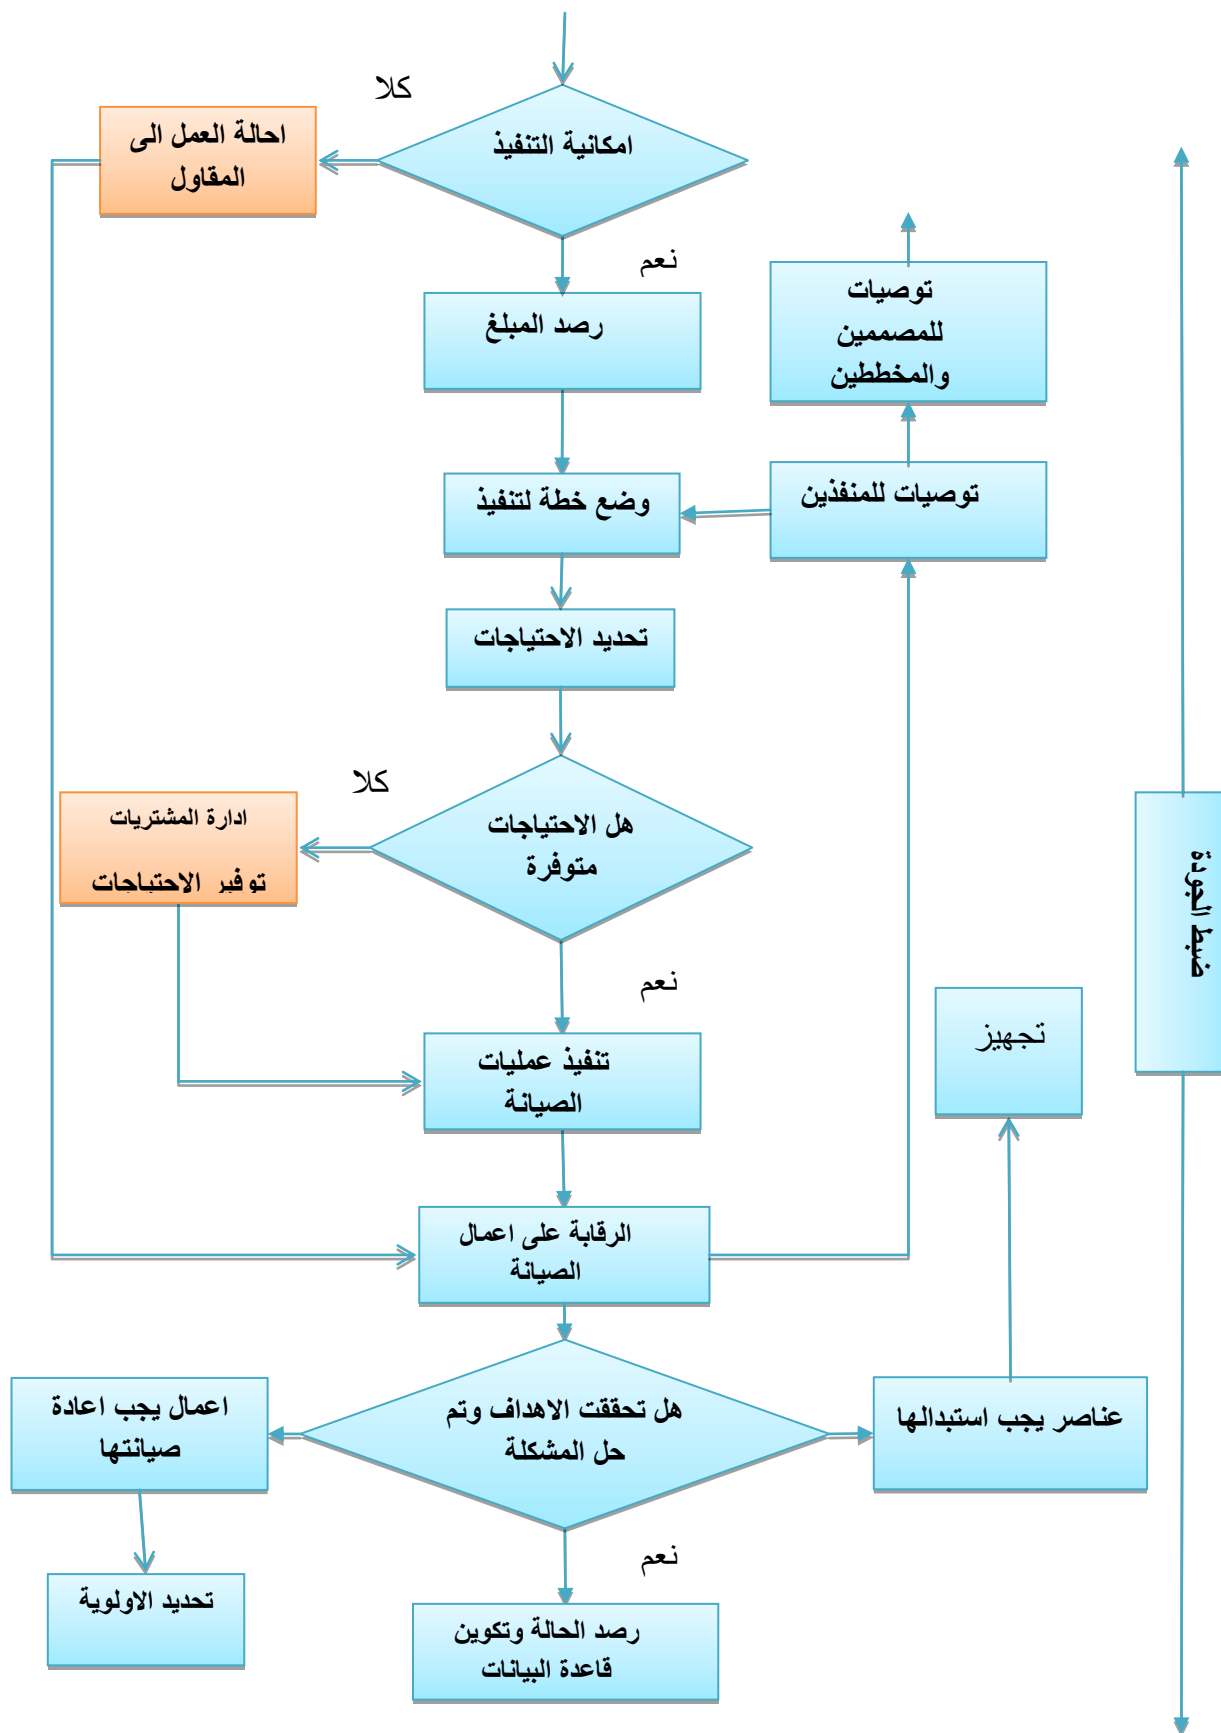 كلا
امكانية التنفيذ
احالة العمل الى
المقاول
نعم
رصد المبلغ
توصيات
للمصممين
والمخططين
توصيات للمنفذين
وضع خطة لتنفيذ
تحديد الاحتياجات
كلا
هل الاحتياجات
متوفرة
ادارة المشتريات
توفير الاحتياجات
ضبط الجودة
نعم
تجهيز
تنفيذ عمليات
الصيانة
الرقابة على اعمال
الصيانة
هل تحققت الاهداف وتم
حل المشكلة
عناصر يجب استبدالها
اعمال يجب اعادة
صيانتها
نعم
تحديد الاولوية
رصد الحالة وتكوين
قاعدة البيانات